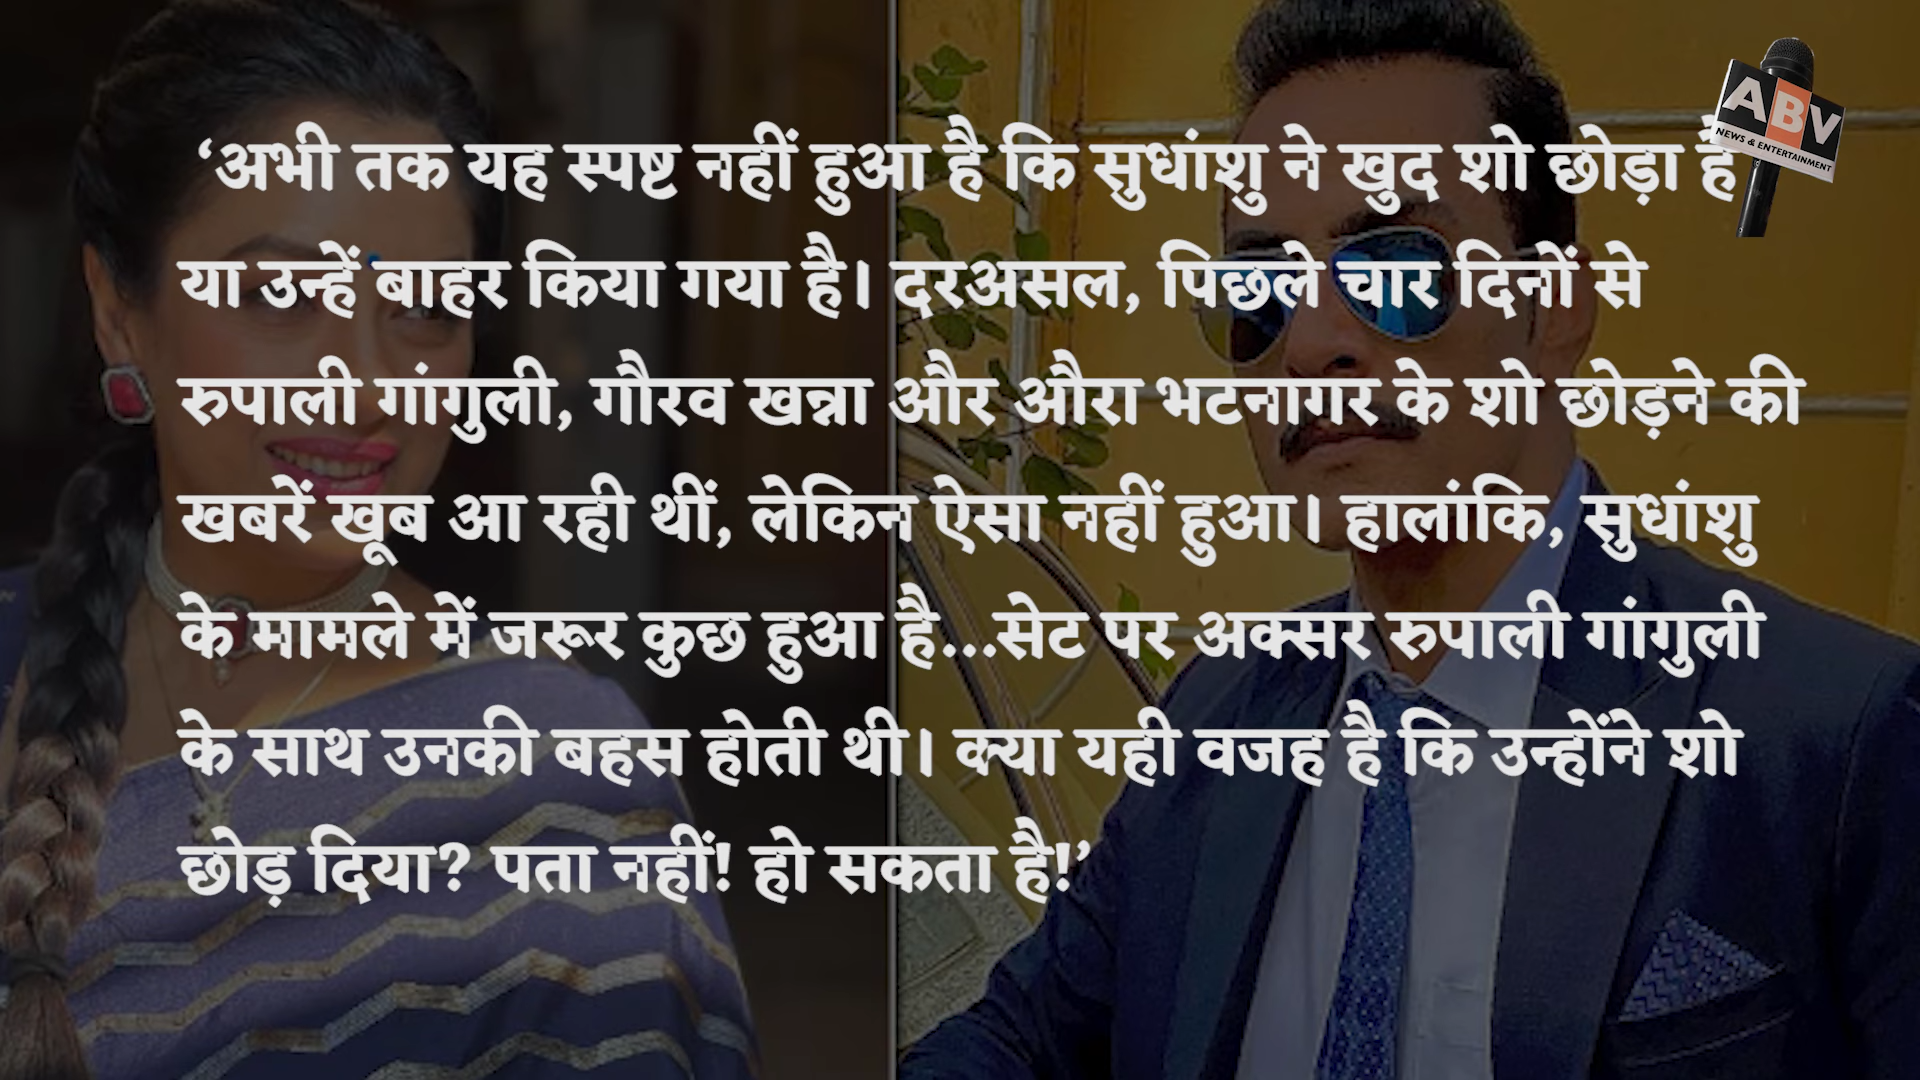 ‘अभी तक यह स्पष्ट नहीं हुआ है कि सुधांशु ने खुद शो छोड़ा है
या उन्हें बाहर किया गया है। दरअसल, पिछले चार दिनों से
रुपाली गांगुली, गौरव खन्ना और औरा भटनागर के शो छोड़ने की
खबरें खूब आ रही थीं, लेकिन ऐसा नहीं हुआ। हालांकि, सुधांशु
के मामले में जरूर कुछ हुआ है...सेट पर अक्सर रुपाली गांगुली
के साथ उनकी बहस होती थी। क्या यही वजह है कि उन्होंने शो
छोड़ दिया? पता नहीं! हो सकता है!’
ABV
NEWS & ENTERTAINMENT